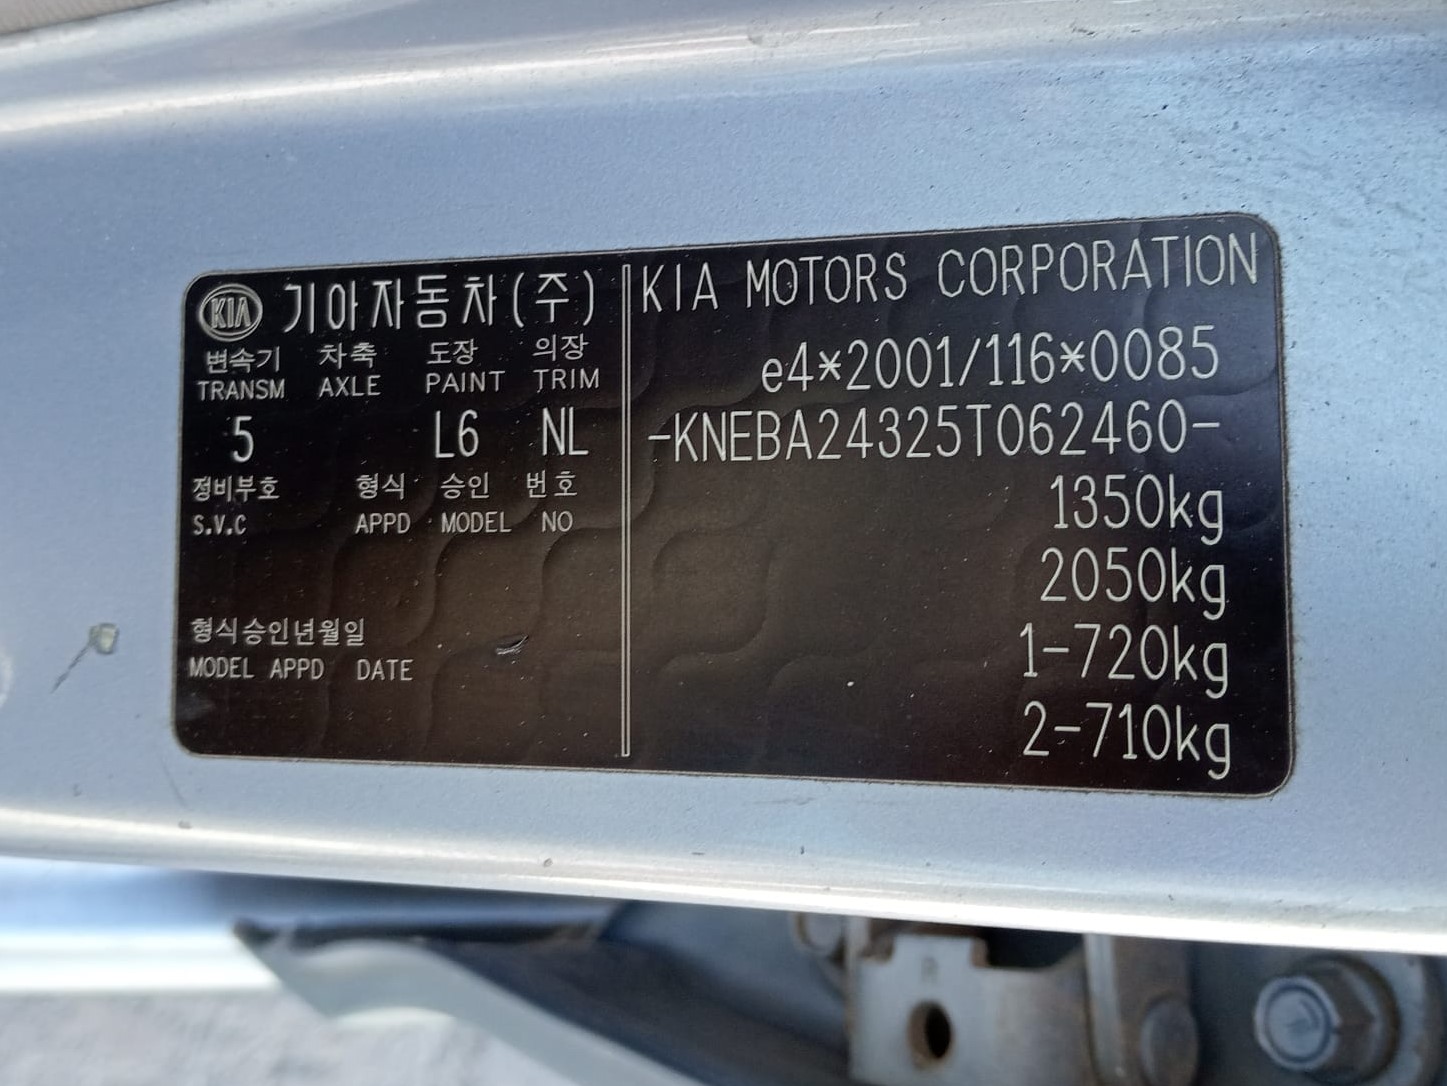 KIA 기아자동차(주)
변속기 차축 도장 의장
TRANSM AXLE PAINT TRIM
5 L6 NL
정비부호 형식 승인 번호
S.V.C APPD MODEL NO
형식승인년월일
MODEL APPD DATE
KIA MOTORS CORPORATION
e4*2001/116*0085
-KNEBA24325T062460-
1350kg
2050kg
1-720kg
2-710kg
R